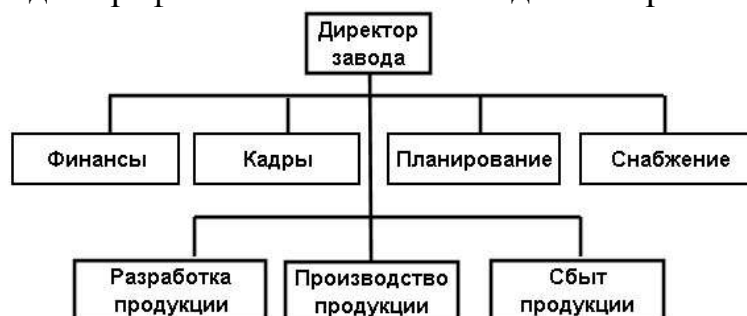 Директор
завода
Финансы
Кадры
Планирование
Снабжение
Разработка
продукции
Производство
продукции
Сбыт
продукции